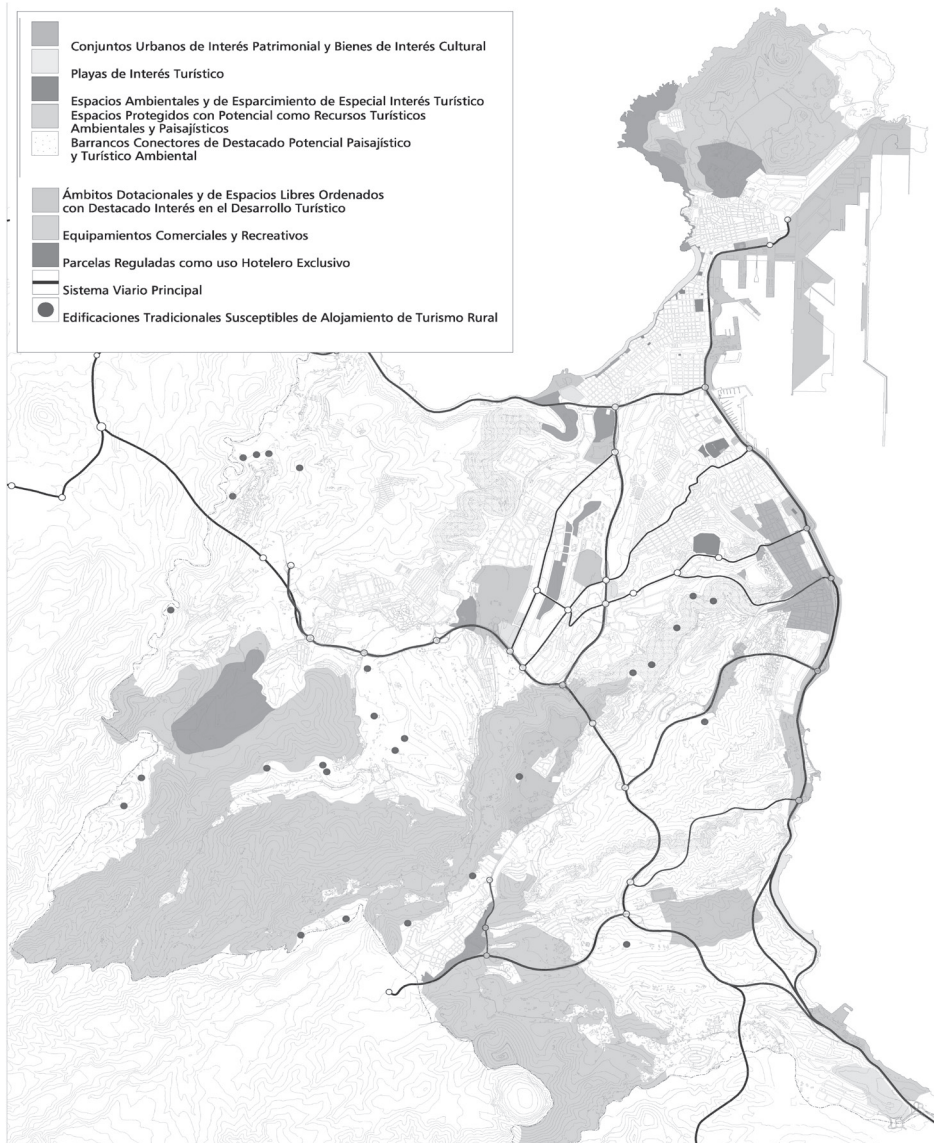 Conjuntos Urbanos de Interés Patrimonial y Bienes de Interés Cultural
Playas de Interés Turístico
Espacios Ambientales y de Esparcimiento de Especial Interés Turístico
Espacios Protegidos con Potencial como Recursos Turísticos
Ambientales y Paisajísticos
Barrancos Conectores de Destacado Potencial Paisajístico
y Turístico Ambiental
Ámbitos Dotacionales y de Espacios Libres Ordenados
con Destacado Interés en el Desarrollo Turístico
Equipamientos Comerciales y Recreativos
Parcelas Reguladas como uso Hotelero Exclusivo
Sistema Viario Principal
Edificaciones Tradicionales Susceptibles de Alojamiento de Turismo Rural